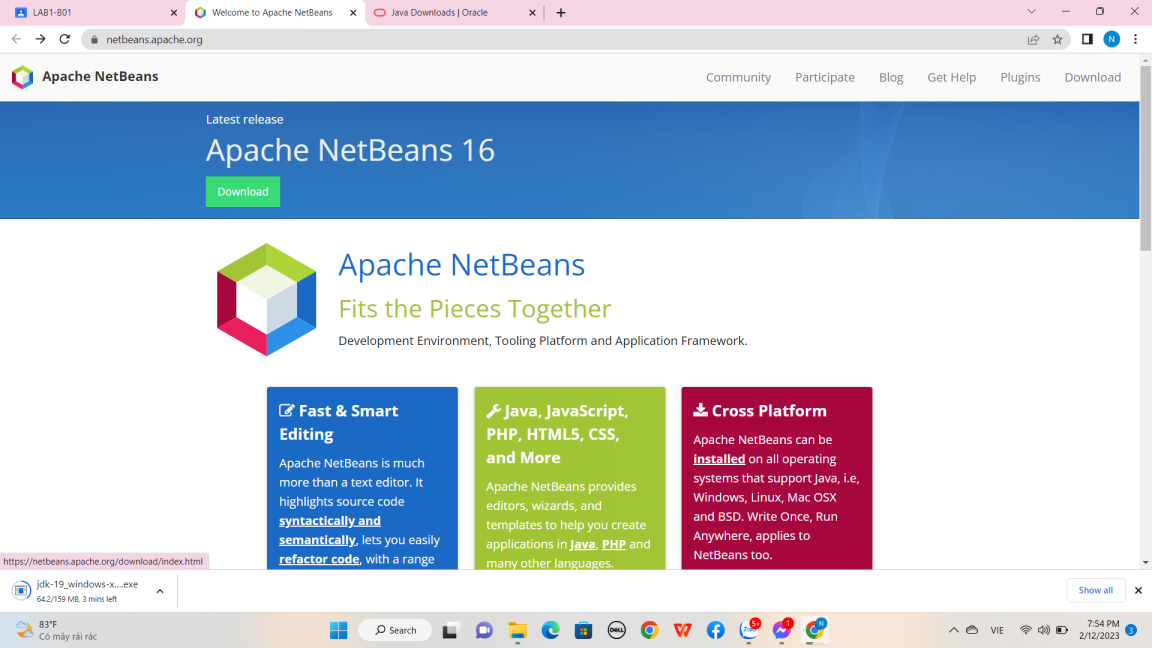 LAB1-B01
Welcome to Apache NetBeans
Java Downloads | Oracle
netbeans.apache.org
N
Apache NetBeans
Community
Participate
Blog
Get Help
Plugins
Download
Latest release
Apache NetBeans 16
Download
Apache NetBeans
Fits the Pieces Together
Development Environment, Tooling Platform and Application Framework.
Fast & Smart
Editing
Apache NetBeans is much
more than a text editor. It
highlights source code
syntactically and
semantically, lets you easily
refactor code, with a range
Java, JavaScript,
PHP, HTML5, CSS,
and More
Apache NetBeans provides
editors, wizards, and
templates to help you create
applications in Java, PHP and
many other languages.
Cross Platform
Apache NetBeans can be
installed on all operating
systems that support Java, i.e,
Windows, Linux, Mac OSX
and BSD. Write Once, Run
Anywhere, applies to
NetBeans too.
https://netbeans.apache.org/download/index.html
jdk-19_windows-x....exe
64.2/159 MB, 3 mins left
Show all
83°F
Có mây rải rác
Search
DELL
Zalo
5+
1
N
VIE
7:54 PM
2/12/2023
3